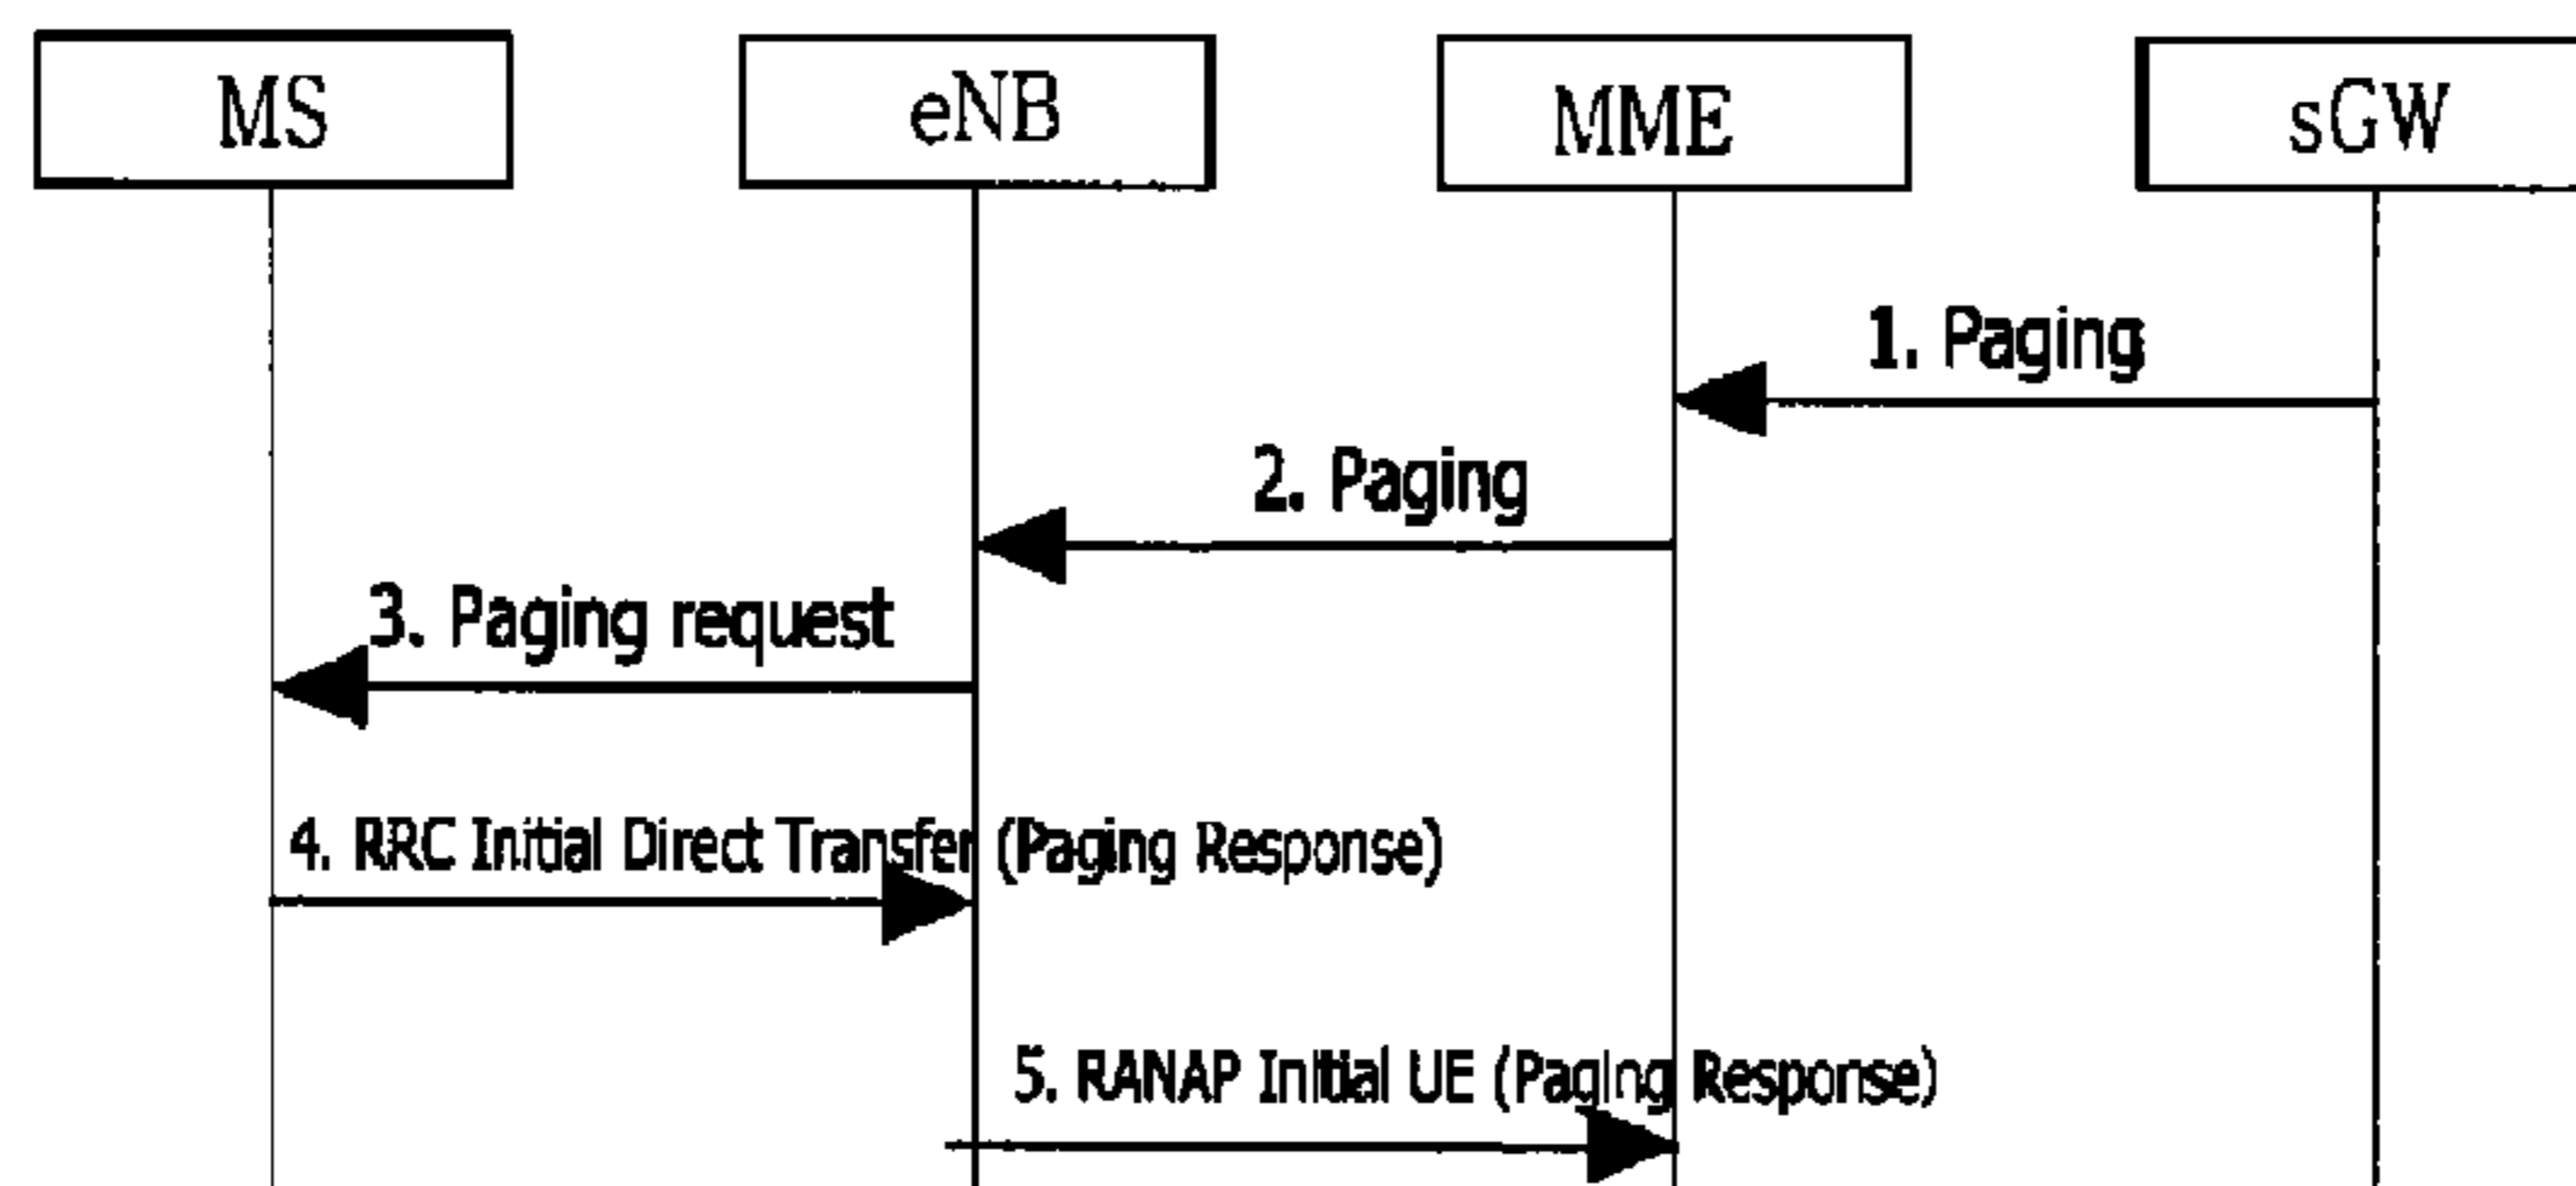 MS
eNB
MME
sGW
1. Paging
2. Paging
3. Paging request
4. RRC Initial Direct Transfer (Paging Response)
5. RANAP Initial UE (Paging Response)